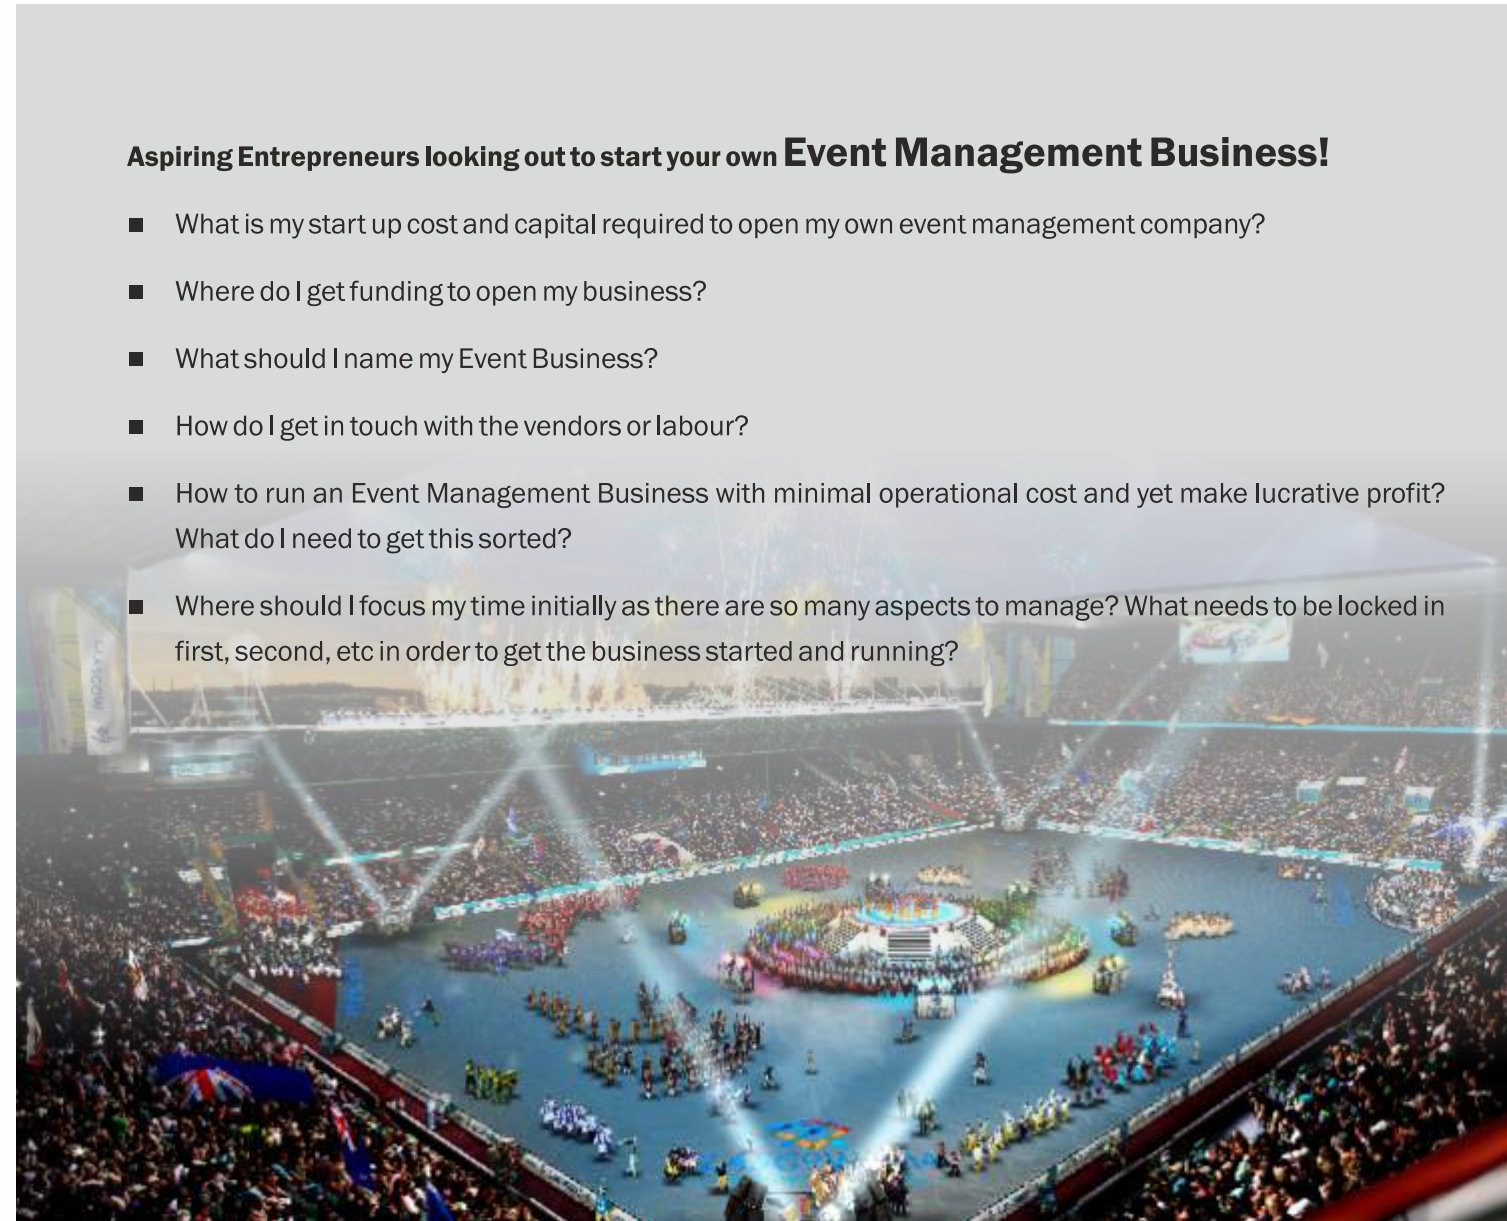 Aspiring Entrepreneurs looking out to start your own Event Management Business!
■ What is my start up cost and capital required to open my own event management company?
■ Where do I get funding to open my business?
■ What should I name my Event Business?
■ How do I get in touch with the vendors or labour?
■ How to run an Event Management Business with minimal operational cost and yet make lucrative profit?
What do I need to get this sorted?
■ Where should I focus my time initially as there are so many aspects to manage? What needs to be locked in
first, second, etc in order to get the business started and running?